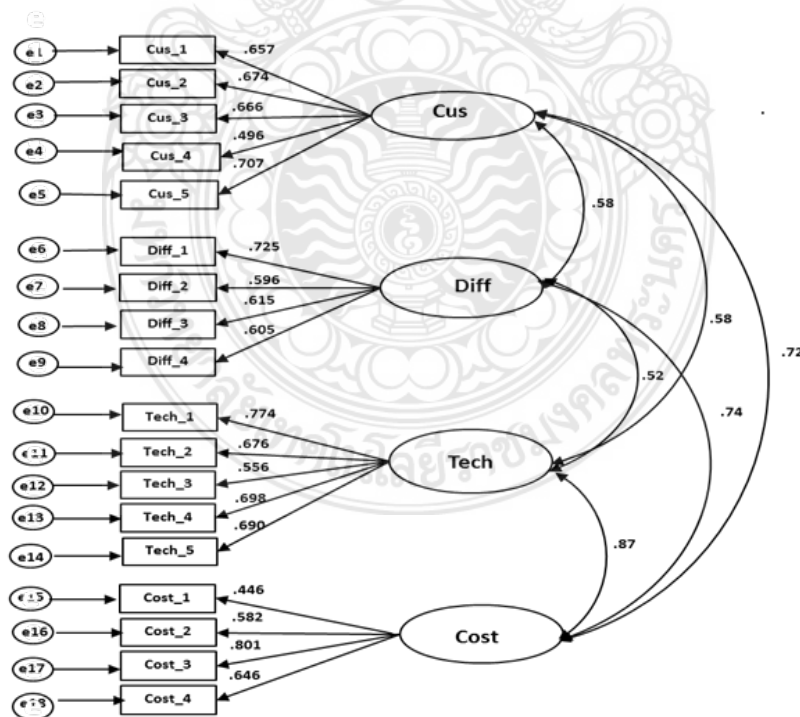 e1
Cus_1
.657
e2
Cus_2
.674
e3
Cus_3
.666
e4
Cus_4
.496
e5
Cus_5
.707
Cus
.58
e6
Diff_1
.725
e7
Diff_2
.596
e8
Diff_3
.615
e9
Diff_4
.605
Diff
.58
.72
.52
.74
e10
Tech_1
.774
e11
Tech_2
.676
e12
Tech_3
.556
e13
Tech_4
.698
e14
Tech_5
.690
Tech
.87
e15
Cost_1
.446
e16
Cost_2
.582
e17
Cost_3
.801
e18
Cost_4
.646
Cost